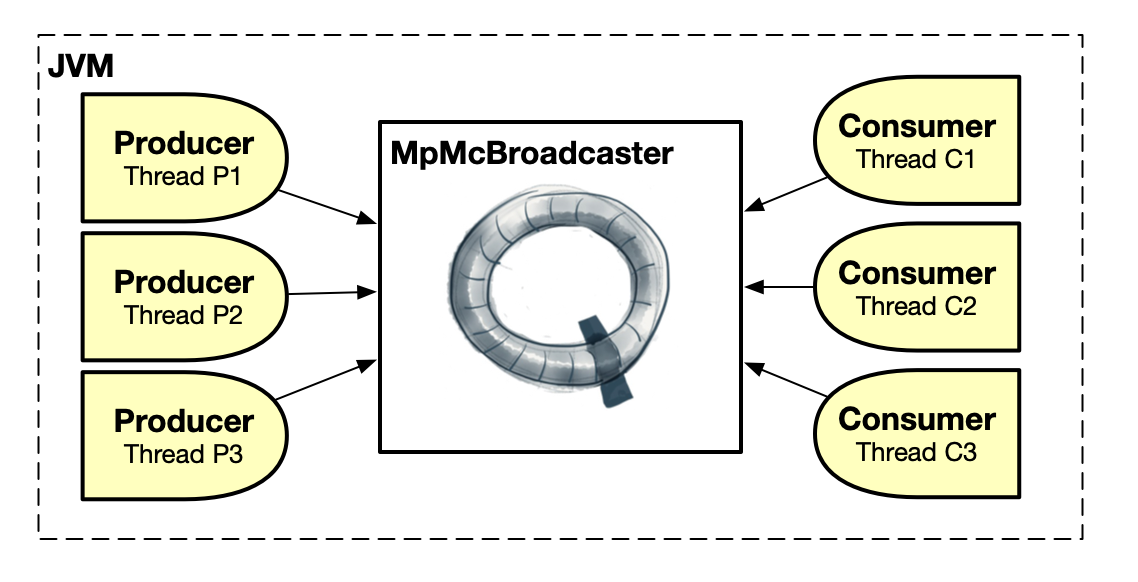 JVM
Producer
Thread P1
Producer
Thread P2
Producer
Thread P3
MpMcBroadcaster
Consumer
Thread C1
Consumer
Thread C2
Consumer
Thread C3